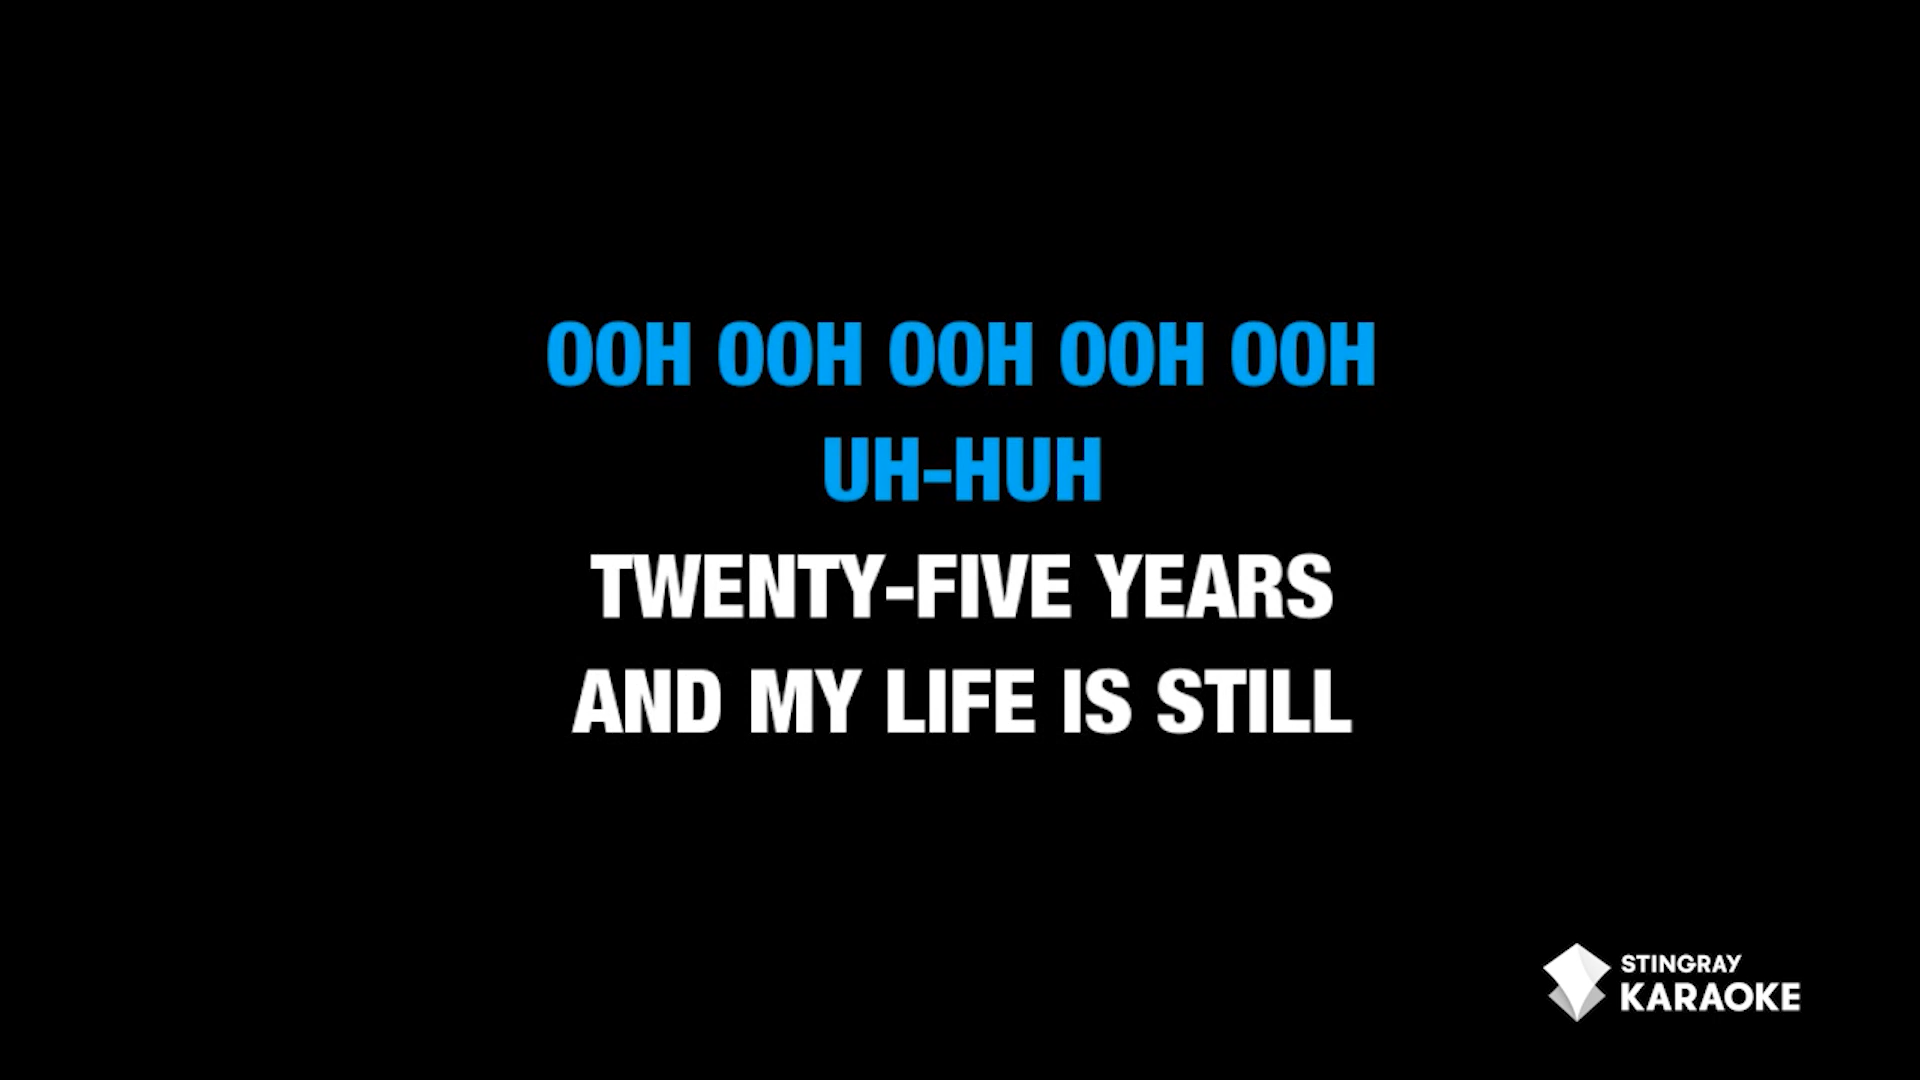 OOH OOH OOH OOH OOH
UH-HUH
TWENTY-FIVE YEARS
AND MY LIFE IS STILL
STINGRAY
KARAOKE